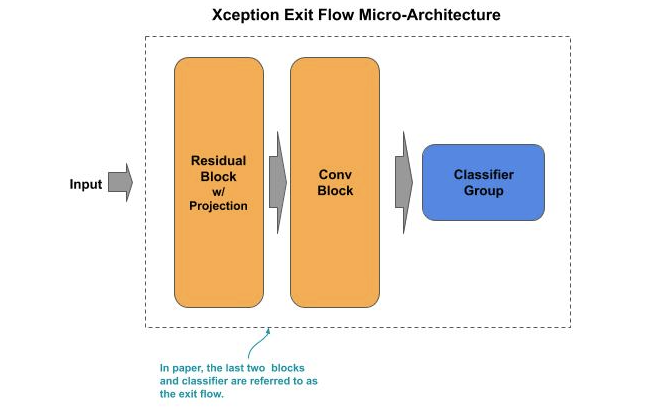 Xception Exit Flow Micro-Architecture
Input
Residual
Block
w/
Projection
Conv
Block
Classifier
Group
In paper, the last two blocks
and classifier are referred to as
the exit flow.